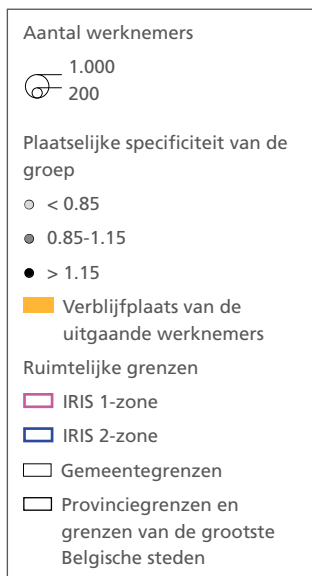 Aantal werknemers
1.000
200
Plaatselijke specificiteit van de
groep
< 0.85
0.85-1.15
> 1.15
Verblijfplaats van de
uitgaande werknemers
Ruimtelijke grenzen
IRIS 1-zone
IRIS 2-zone
Gemeentegrenzen
Provinciegrenzen en
grenzen van de grootste
Belgische steden